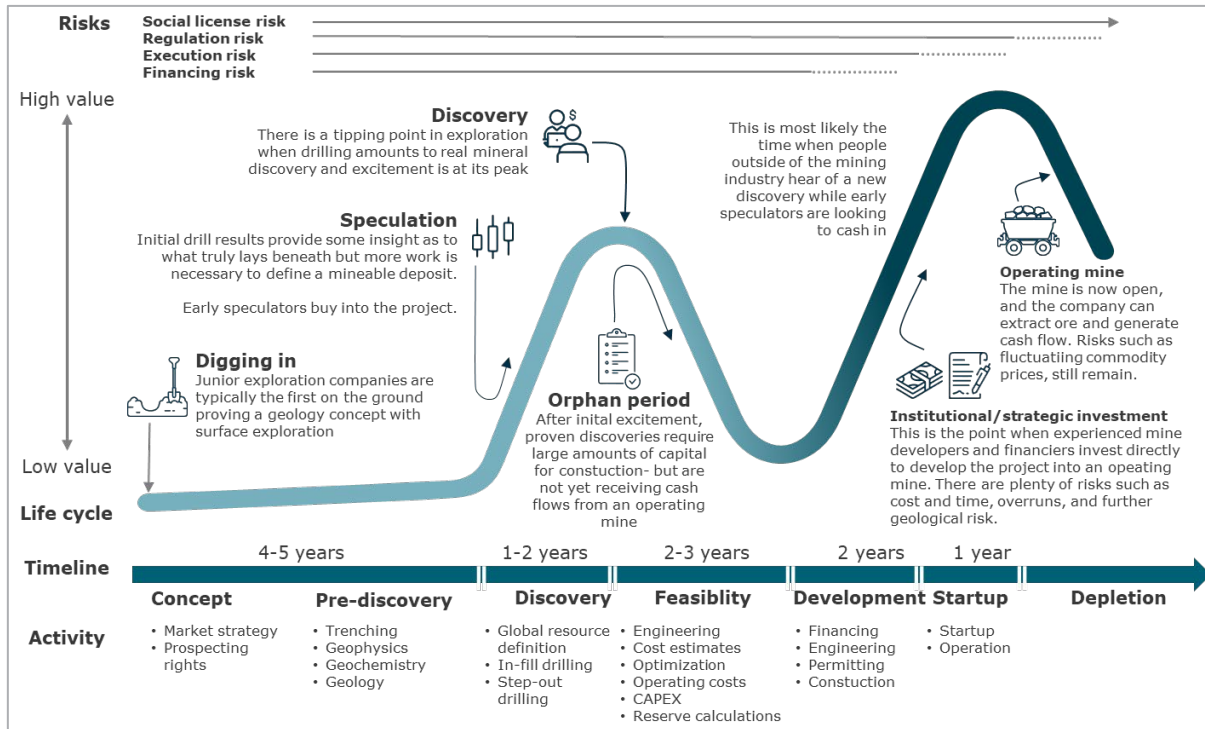 Risks
Social license risk
Regulation risk
Execution risk
Financing risk
High value
Low value
Life cycle
Discovery
There is a tipping point in exploration
when drilling amounts to real mineral
discovery and excitement is at its peak
$
Speculation
Initial drill results provide some insight as to
what truly lays beneath but more work is
necessary to define a mineable deposit.
Early speculators buy into the project.
Digging in
Junior exploration companies are
typically the first on the ground
proving a geology concept with
surface exploration
Orphan period
After inital excitement,
proven discoveries require
large amounts of capital
for constuction- but are
not yet receiving cash
flows from an operating
mine
This is most likely the
time when people
outside of the mining
industry hear of a new
discovery while early
speculators are looking
to cash in
Operating mine
The mine is now open,
and the company can
extract ore and generate
cash flow. Risks such as
fluctuatiing commodity
prices, still remain.
Institutional/strategic investment
This is the point when experienced mine
developers and financiers invest directly
to develop the project into an opeating
mine. There are plenty of risks such as
cost and time, overruns, and further
geological risk.
Timeline
4-5 years
1-2 years
2-3 years
2 years
1 year
Activity
Concept
• Market strategy
• Prospecting
rights
Pre-discovery
• Trenching
• Geophysics
• Geochemistry
• Geology
Discovery
• Global resource
definition
• In-fill drilling
• Step-out
drilling
Feasiblity
• Engineering
• Cost estimates
• Optimization
• Operating costs
• CAPEX
• Reserve calculations
Development
• Financing
• Engineering
• Permitting
• Constuction
Startup
• Startup
• Operation
Depletion